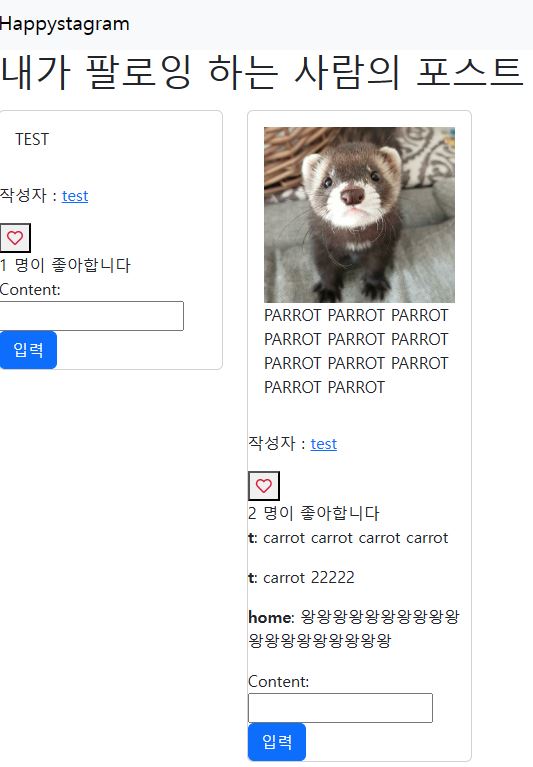 Happystagram
내가 팔로잉 하는 사람의 포스트
TEST
작성자 : test
1 명이 좋아합니다
Content:
입력
PARROT PARROT PARROT
PARROT PARROT PARROT
PARROT PARROT PARROT
PARROT PARROT
작성자 : test
2 명이 좋아합니다
t: carrot carrot carrot carrot
t: carrot 22222
home: 왕왕왕왕왕왕왕왕왕왕
왕왕왕왕왕왕왕왕왕
Content:
입력